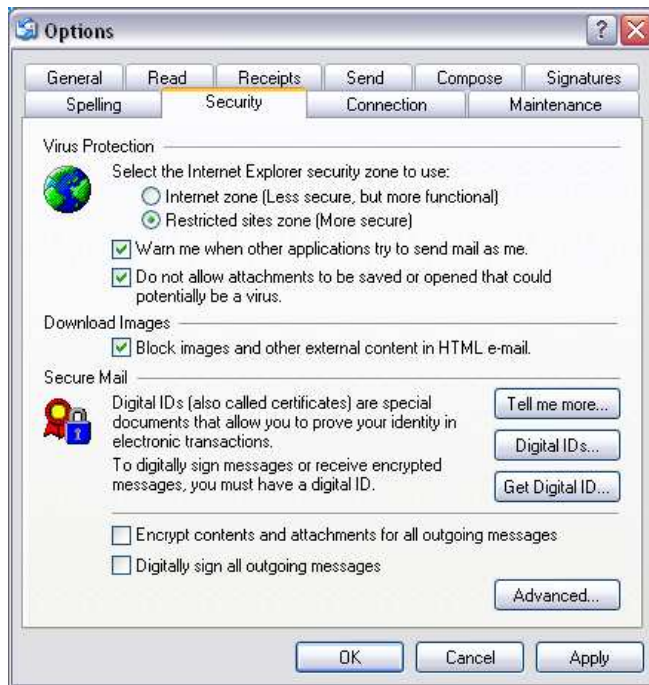 Options
General Read Receipts Send Compose Signatures
Spelling Security Connection Maintenance
Virus Protection
Select the Internet Explorer security zone to use:
Internet zone (Less secure, but more functional)
Restricted sites zone (More secure)
Warn me when other applications try to send mail as me.
Do not allow attachments to be saved or opened that could
potentially be a virus.
Download Images
Block images and other external content in HTML e-mail.
Secure Mail
Digital IDs (also called certificates) are special
documents that allow you to prove your identity in
electronic transactions.
To digitally sign messages or receive encrypted
messages, you must have a digital ID.
Tell me more...
Digital IDs...
Get Digital ID...
Encrypt contents and attachments for all outgoing messages
Digitally sign all outgoing messages
Advanced...
OK Cancel Apply